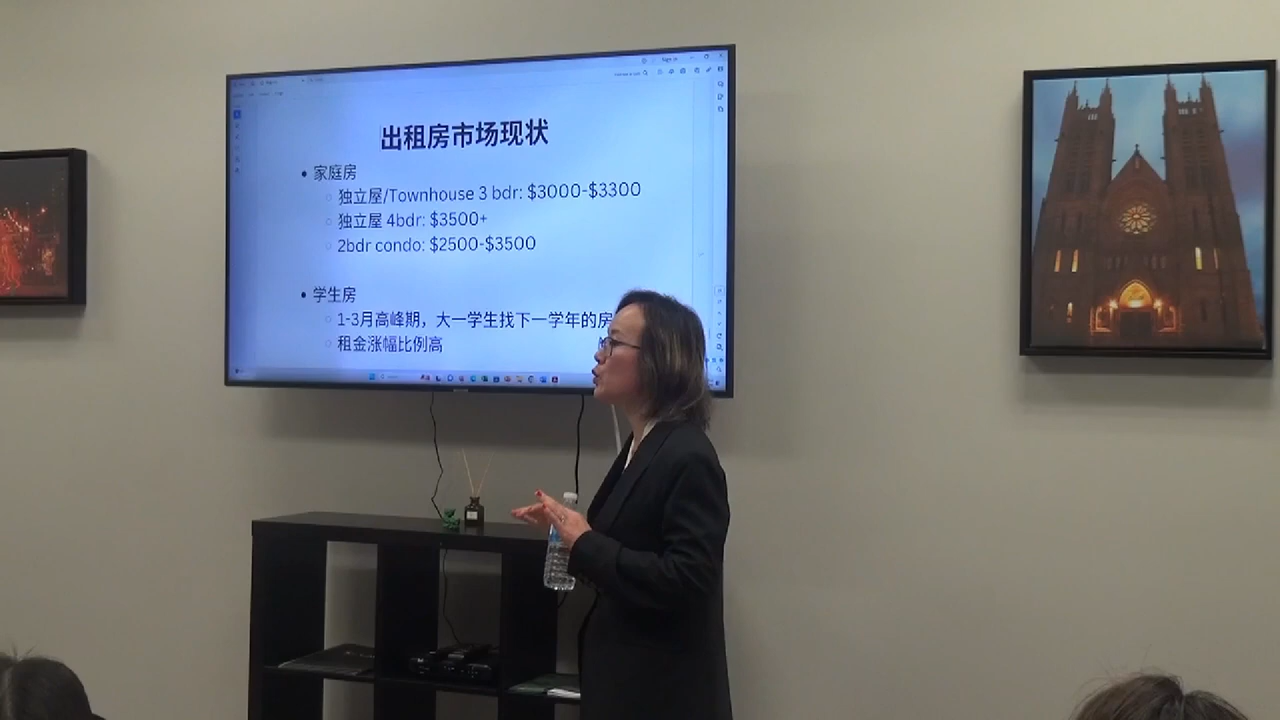 出租房市场现状
• 家庭房
○ 独立屋/Townhouse 3 bdr: $3000-$3300
○ 独立屋 4bdr: $3500+
○ 2bdr condo: $2500-$3500
• 学生房
○ 1-3月高峰期，大一学生找下一学年的房
○ 租金涨幅比例高